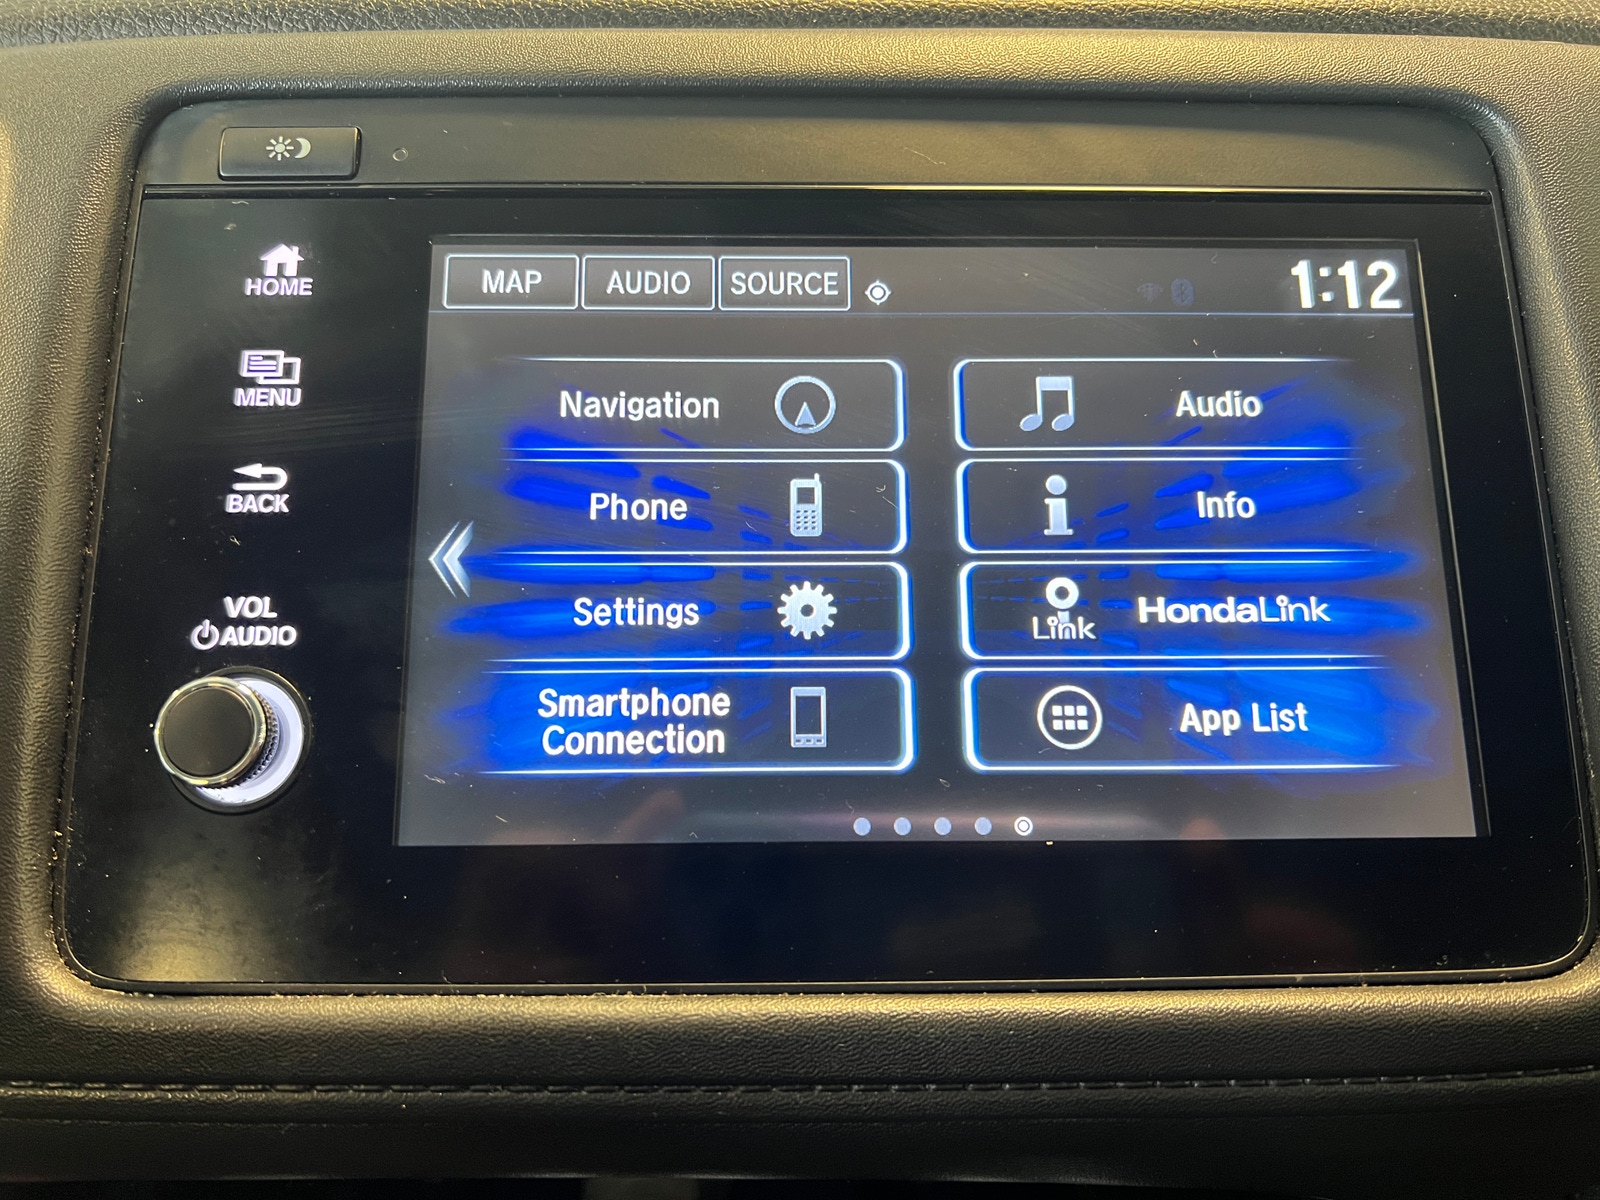 HOME
MENU
BACK
VOL
AUDIO
MAP AUDIO SOURCE 1:12
Navigation
Audio
Phone
Info
Settings
Link HondaLink
Smartphone
Connection
App List